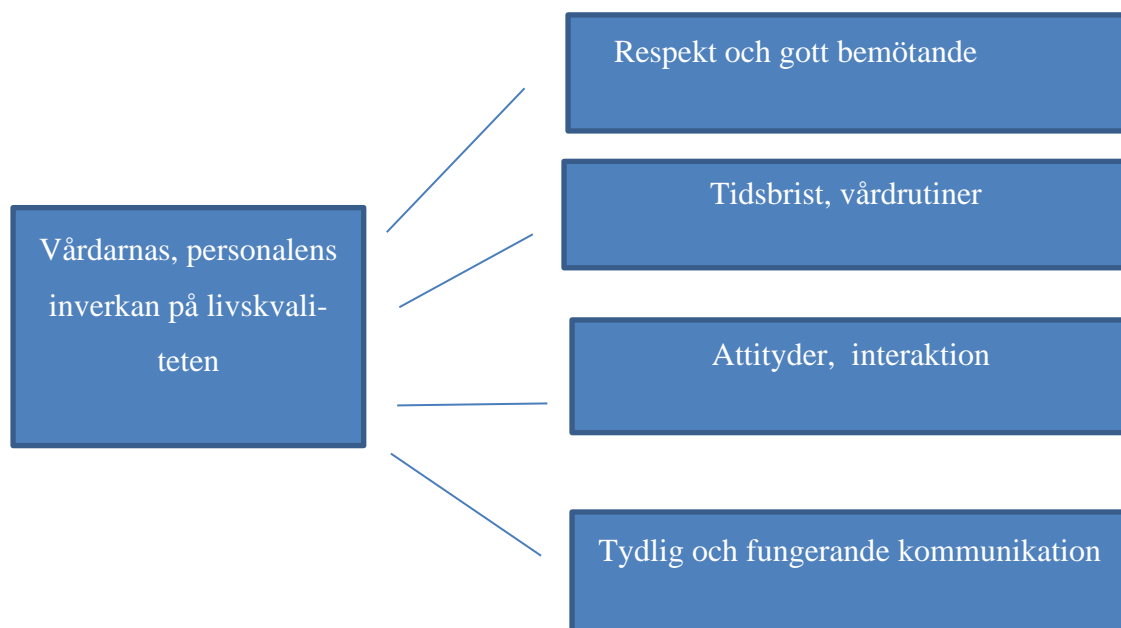 Respekt och gott bemötande
Tidsbrist, vårdrutiner
Vårdarnas, personalens
inverkan på livskvali-
teten
Attityder,  interaktion
Tydlig och fungerande kommunikation